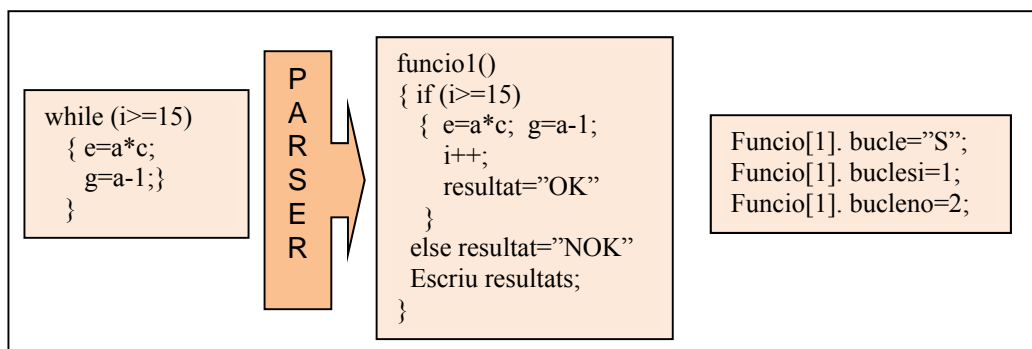 while (i>=15)
{ e=a*c;
g=a-1;}
}
P
A
R
S
E
R
funcio1()
{ if (i>=15)
{ e=a*c; g=a-1;
i++;
resultat=”OK”
}
else resultat=”NOK”
Escriu resultats;
}
Funcio[1]. bucle=”S”;
Funcio[1]. buclesi=1;
Funcio[1]. bucleno=2;